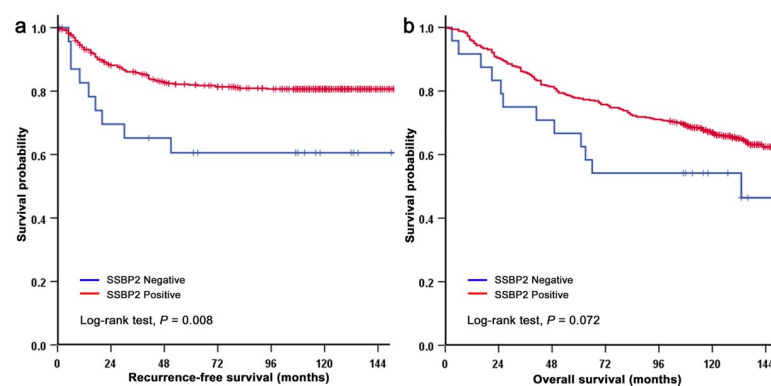 a
Survival probability
1.0
0.8
0.6
0.4
0.2
0.0
SSBP2 Negative
SSBP2 Positive
Log-rank test, P = 0.008
0 24 48 72 96 120 144
Recurrence-free survival (months)
b
Survival probability
1.0
0.8
0.6
0.4
0.2
0.0
SSBP2 Negative
SSBP2 Positive
Log-rank test, P = 0.072
0 24 48 72 96 120 144
Overall survival (months)